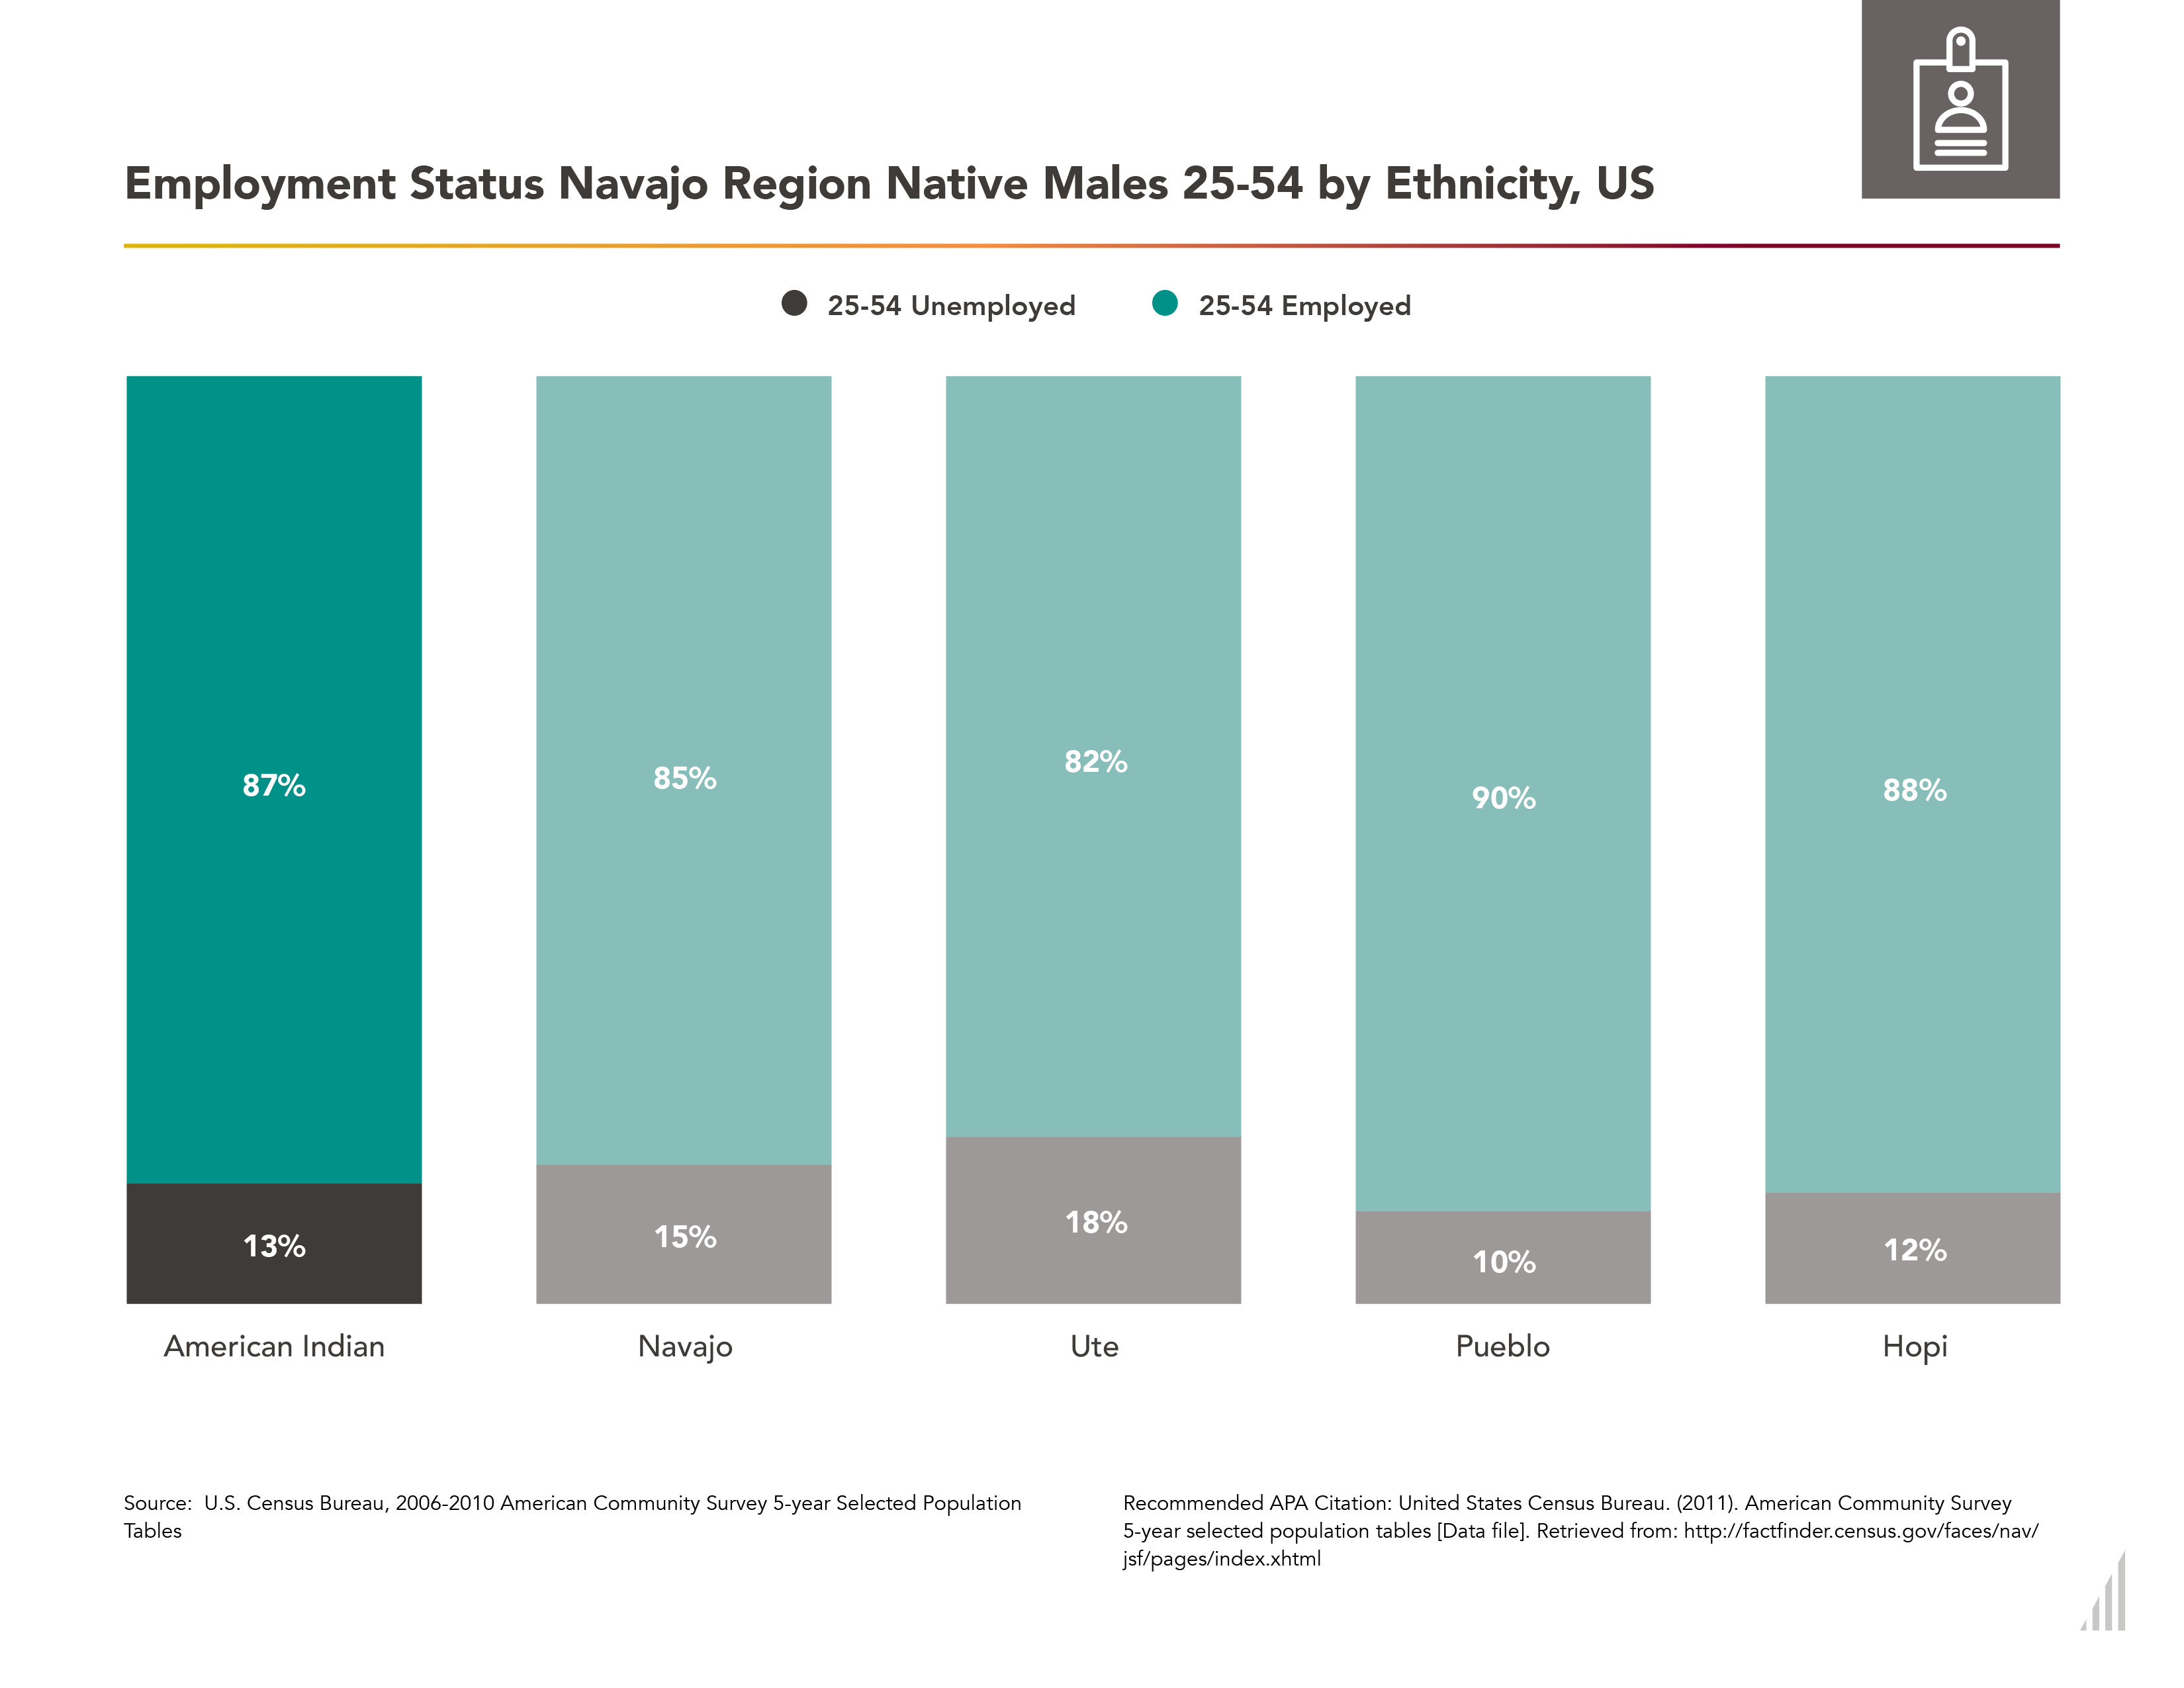 Employment Status Navajo Region Native Males 25-54 by Ethnicity, US
25-54 Unemployed
25-54 Employed
87%
85%
82%
90%
88%
13%
15%
18%
10%
12%
American Indian
Navajo
Ute
Pueblo
Hopi
Source:  U.S. Census Bureau, 2006-2010 American Community Survey 5-year Selected Population
Tables
Recommended APA Citation: United States Census Bureau. (2011). American Community Survey
5-year selected population tables [Data file]. Retrieved from: http://factfinder.census.gov/faces/nav/
jsf/pages/index.xhtml